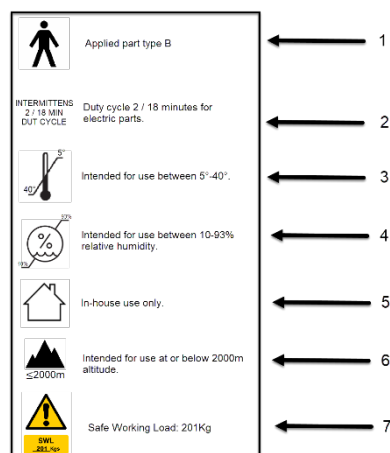 Applied part type B
1
INTERMITTENS
2 / 18 MIN
DUT CYCLE
Duty cycle 2 / 18 minutes for
electric parts.
2
5°
40°
Intended for use between 5°-40°.
3
93%
%
10%
Intended for use between 10-93%
relative humidity.
4
In-house use only.
5
≤2000m
Intended for use at or below 2000m
altitude.
6
SWL
201 Kgs
Safe Working Load: 201Kg
7